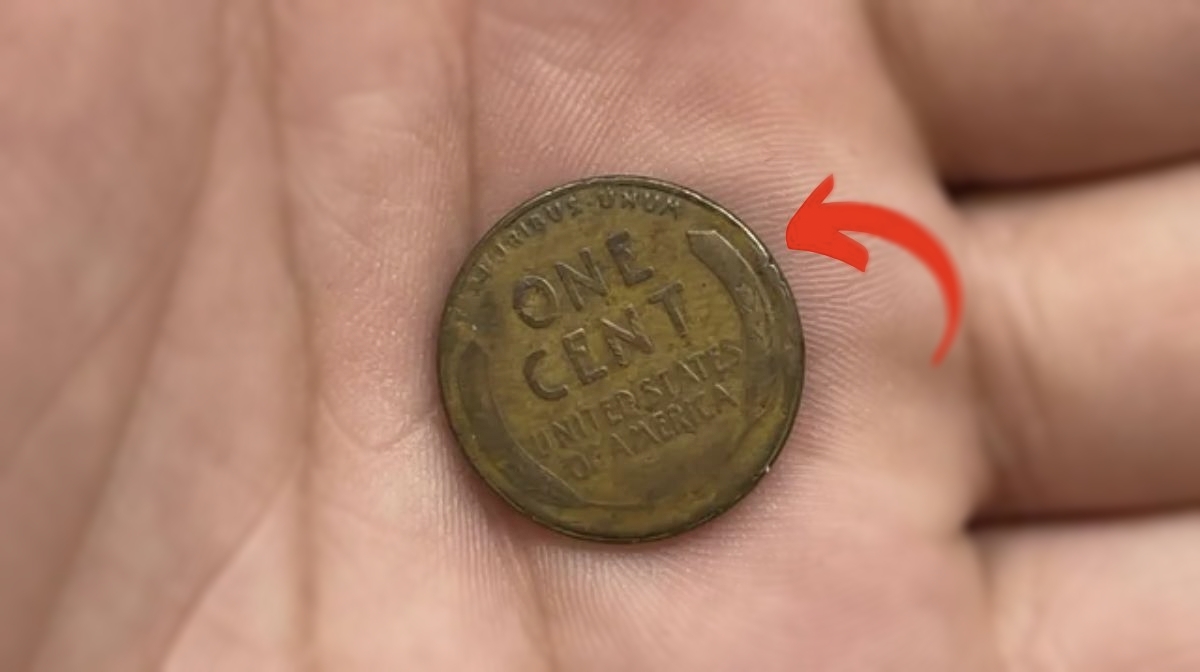 PLURIBUS · UNUM
ONE
CENT
UNITED STATES
OF AMERICA